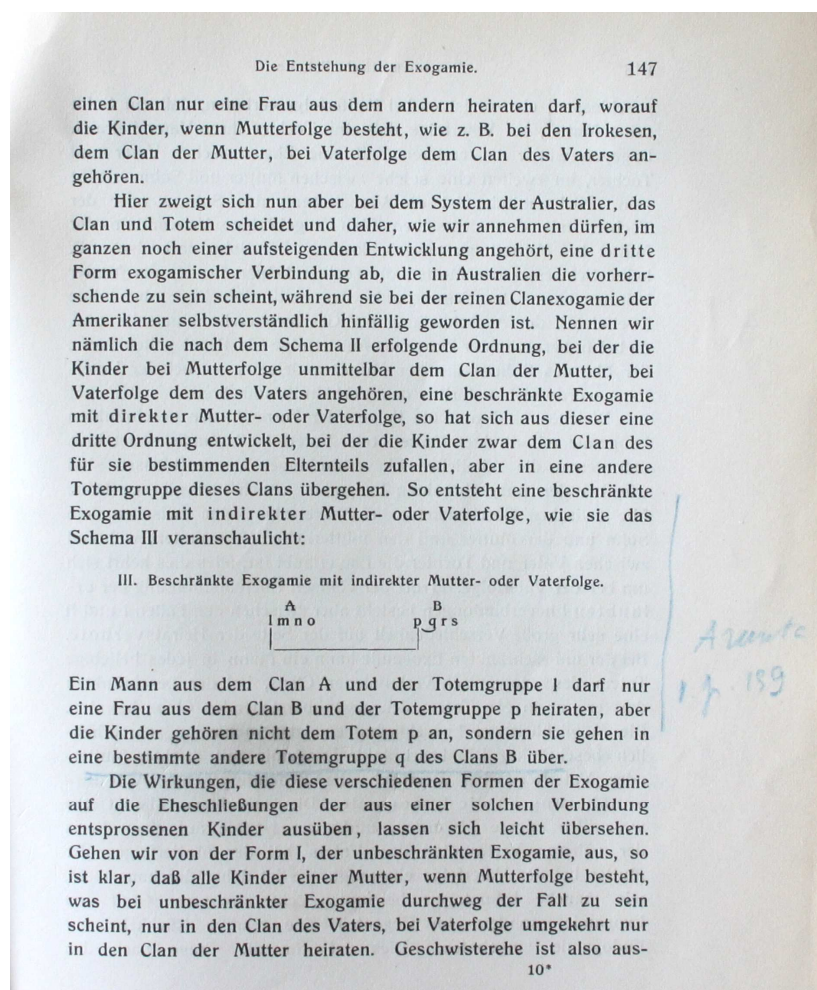 Die Entstehung der Exogamie. 147
einen Clan nur eine Frau aus dem andern heiraten darf, worauf
die Kinder, wenn Mutterfolge besteht, wie z. B. bei den Irokesen,
dem Clan der Mutter, bei Vaterfolge dem Clan des Vaters an-
gehören.
Hier zweigt sich nun aber bei dem System der Australier, das
Clan und Totem scheidet und daher, wie wir annehmen dürfen, im
ganzen noch einer aufsteigenden Entwicklung angehört, eine dritte
Form exogamischer Verbindung ab, die in Australien die vorherr-
schende zu sein scheint, während sie bei der reinen Clanexogamie der
Amerikaner selbstverständlich hinfällig geworden ist. Nennen wir
nämlich die nach dem Schema II erfolgende Ordnung, bei der die
Kinder bei Mutterfolge unmittelbar dem Clan der Mutter, bei
Vaterfolge dem des Vaters angehören, eine beschränkte Exogamie
mit direkter Mutter- oder Vaterfolge, so hat sich aus dieser eine
dritte Ordnung entwickelt, bei der die Kinder zwar dem Clan des
für sie bestimmenden Elternteils zufallen, aber in eine andere
Totemgruppe dieses Clans übergehen. So entsteht eine beschränkte
Exogamie mit indirekter Mutter- oder Vaterfolge, wie sie das
Schema III veranschaulicht:
III. Beschränkte Exogamie mit indirekter Mutter- oder Vaterfolge.
A B
l m n o p q r s
Ein Mann aus dem Clan A und der Totemgruppe l darf nur
eine Frau aus dem Clan B und der Totemgruppe p heiraten, aber
die Kinder gehören nicht dem Totem p an, sondern sie gehen in
eine bestimmte andere Totemgruppe q des Clans B über.
Die Wirkungen, die diese verschiedenen Formen der Exogamie
auf die Eheschließungen der aus einer solchen Verbindung
entsprossenen Kinder ausüben, lassen sich leicht übersehen.
Gehen wir von der Form I, der unbeschränkten Exogamie, aus, so
ist klar, daß alle Kinder einer Mutter, wenn Mutterfolge besteht,
was bei unbeschränkter Exogamie durchweg der Fall zu sein
scheint, nur in den Clan des Vaters, bei Vaterfolge umgekehrt nur
in den Clan der Mutter heiraten. Geschwisterehe ist also aus-
10*
Arunta
p. 159